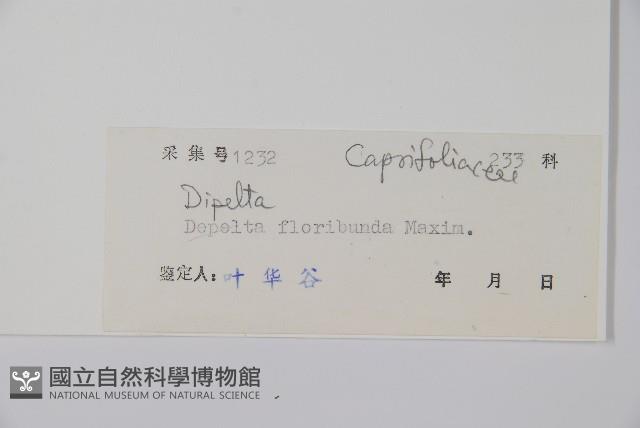 采集号1232 Caprifoliaceae 233 科
Dipelta
Depelta floribunda Maxim.
鉴定人：叶华谷 年 月 日
國立自然科學博物館
NATIONAL MUSEUM OF NATURAL SCIENCE